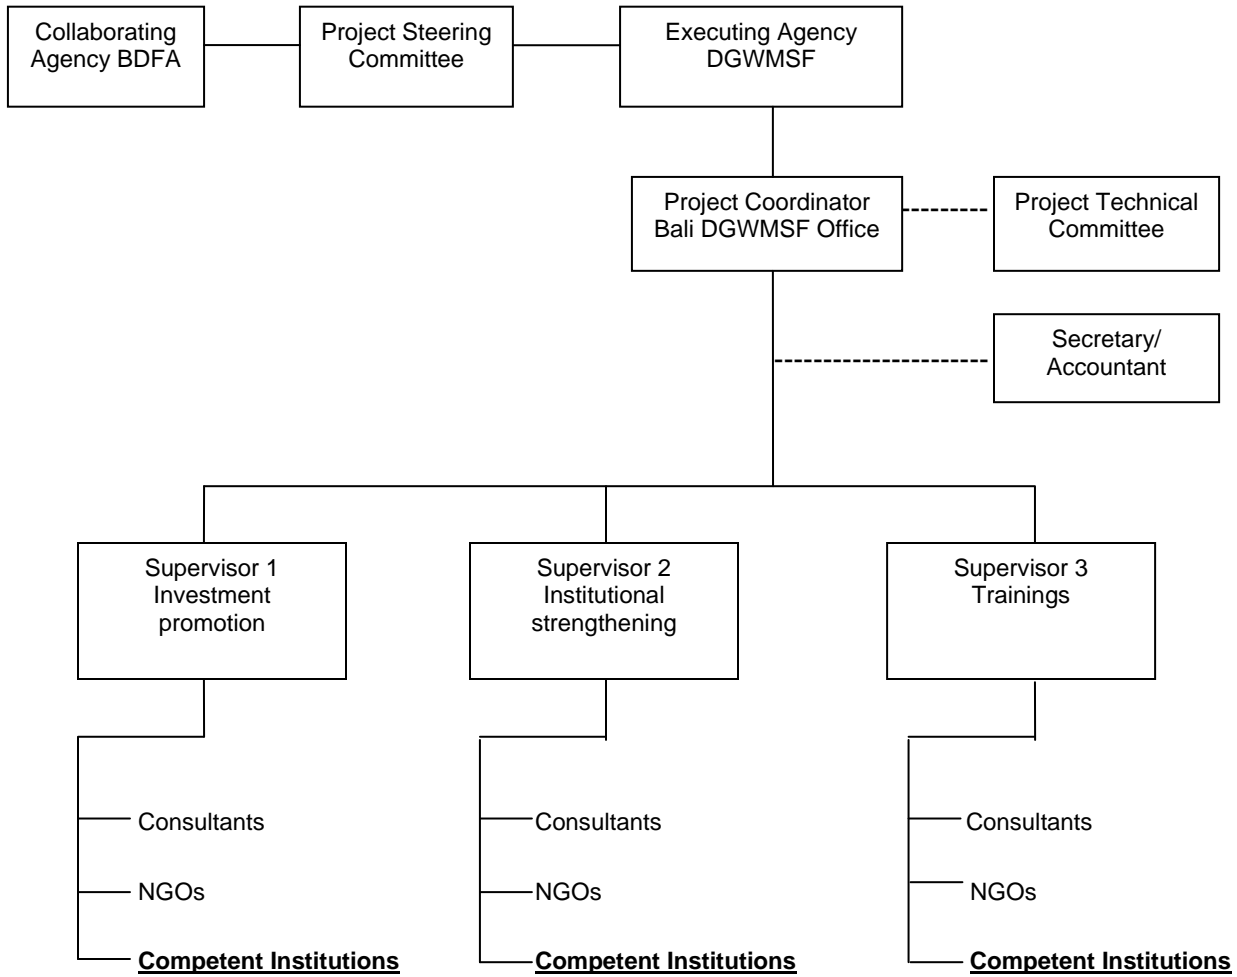 Collaborating
Agency BDFA
Project Steering
Committee
Executing Agency
DGWMSF
Project Coordinator
Bali DGWMSF Office
Project Technical
Committee
Secretary/
Accountant
Supervisor 1
Investment
promotion
Supervisor 2
Institutional
strengthening
Supervisor 3
Trainings
Consultants
NGOs
Competent Institutions
Consultants
NGOs
Competent Institutions
Consultants
NGOs
Competent Institutions